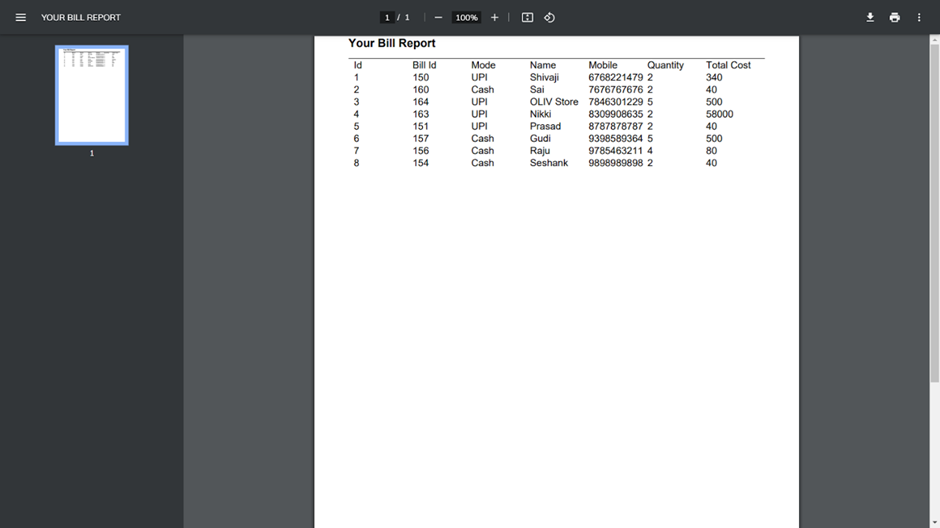 YOUR BILL REPORT
1 / 1
100%
1
Your Bill Report
Id Bill Id Mode Name Mobile Quantity Total Cost
1 150 UPI Shivaji 6768221479 2 340
2 160 Cash Sai 7676767676 2 40
3 164 UPI OLIV Store 7846301229 5 500
4 163 UPI Nikki 8309908635 2 58000
5 151 UPI Prasad 8787878787 2 40
6 157 Cash Gudi 9398589364 5 500
7 156 Cash Raju 9785463211 4 80
8 154 Cash Seshank 9898989898 2 40